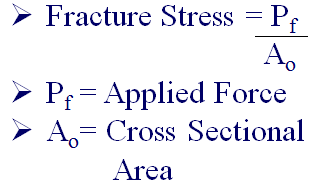 ➢ Fracture Stress = Pf
Ao
➢ Pf = Applied Force
➢ Ao= Cross Sectional
Area